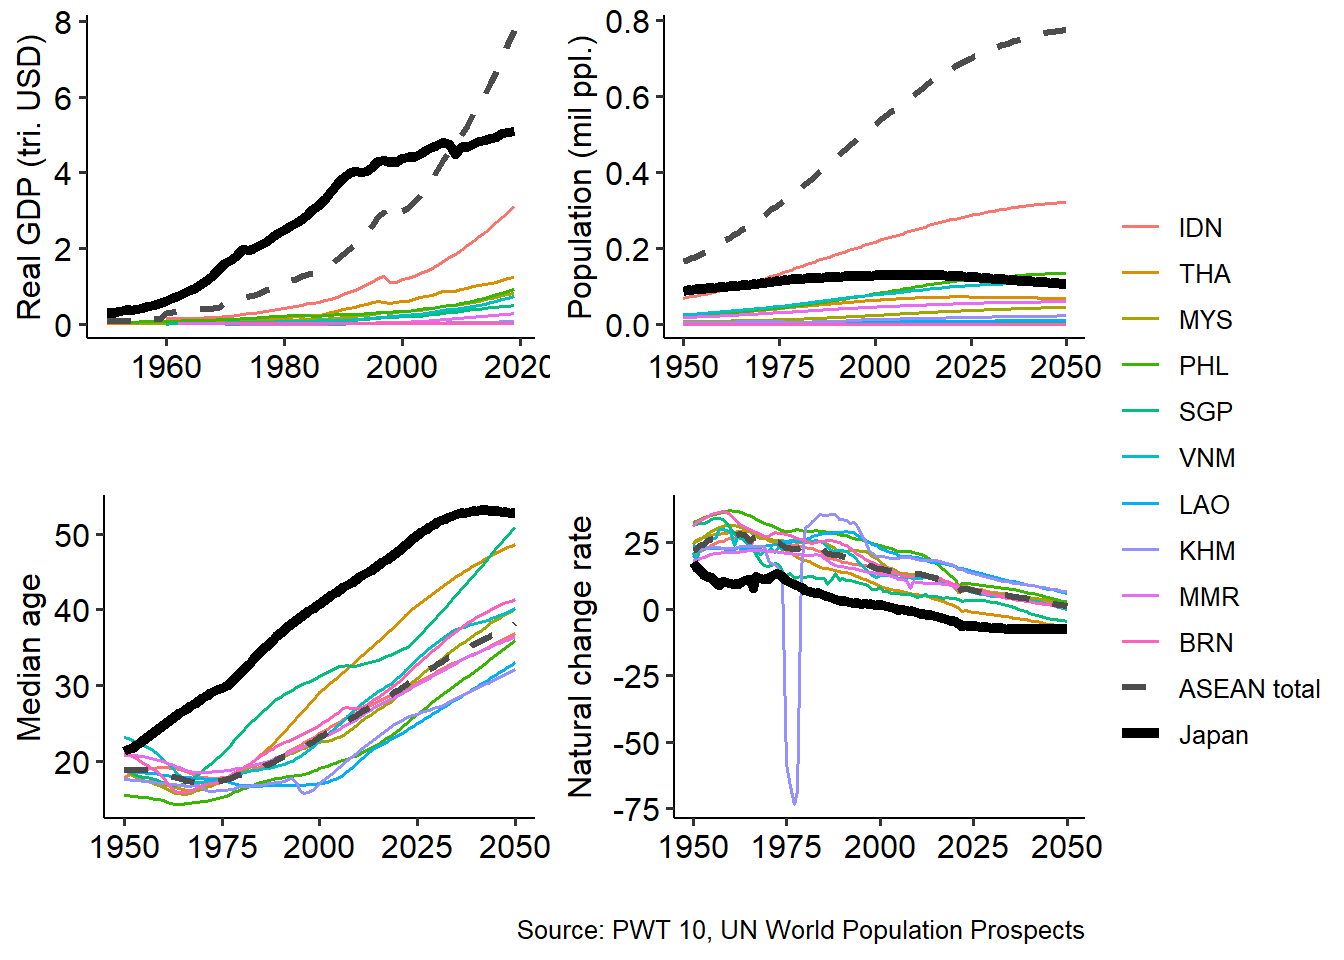 Real GDP (tri. USD)
8
6
4
2
0
1960 1980 2000 2020
Population (mil ppl.)
0.8
0.6
0.4
0.2
0.0
1950 1975 2000 2025 2050
Median age
50
40
30
20
1950 1975 2000 2025 2050
Natural change rate
25
0
-25
-50
-75
1950 1975 2000 2025 2050
IDN
THA
MYS
PHL
SGP
VNM
LAO
KHM
MMR
BRN
ASEAN total
Japan
Source: PWT 10, UN World Population Prospects